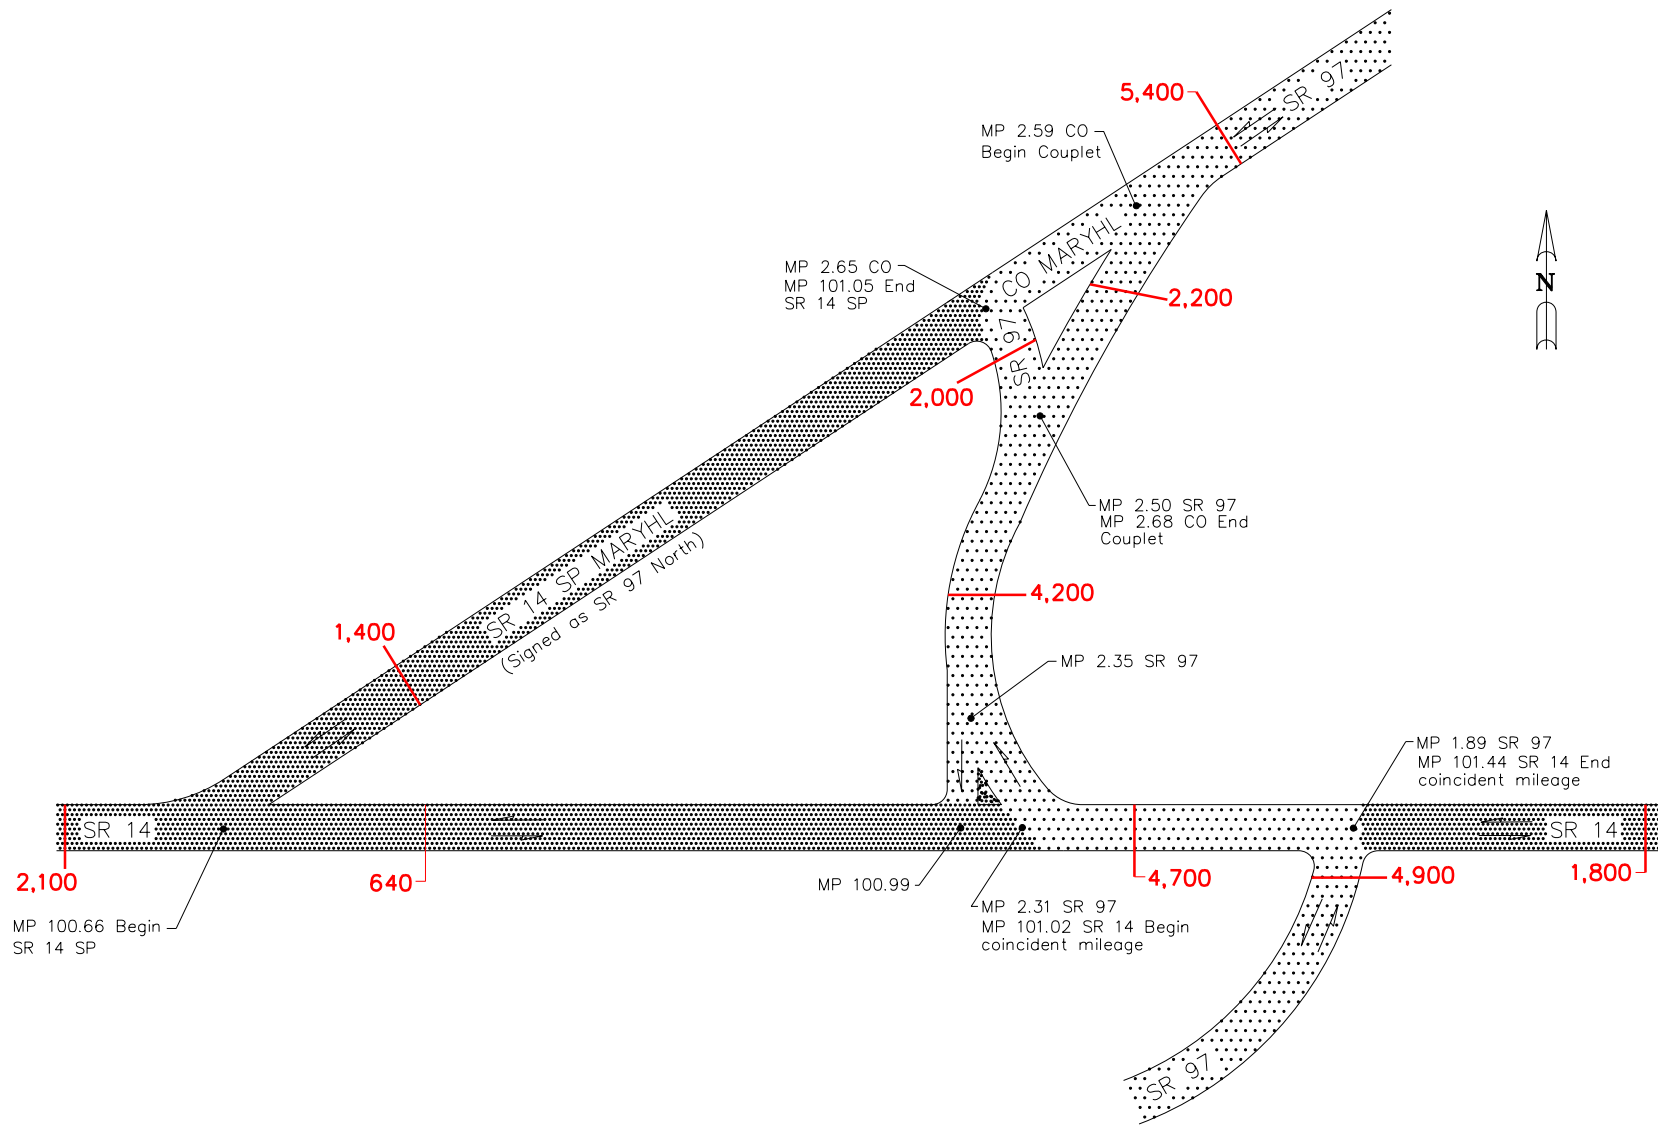 SR 97
5,400
MP 2.59 CO
Begin Couplet
CO MARYHL
MP 2.65 CO
MP 101.05 End
SR 14 SP
2,200
SR 97
2,000
N
MP 2.50 SR 97
MP 2.68 CO End
Couplet
SR 14 SP MARYHL
(Signed as SR 97 North)
4,200
1,400
MP 2.35 SR 97
MP 1.89 SR 97
MP 101.44 SR 14 End
coincident mileage
SR 14
SR 14
2,100
640
MP 100.99
4,700
4,900
1,800
MP 100.66 Begin
SR 14 SP
MP 2.31 SR 97
MP 101.02 SR 14 Begin
coincident mileage
SR 97